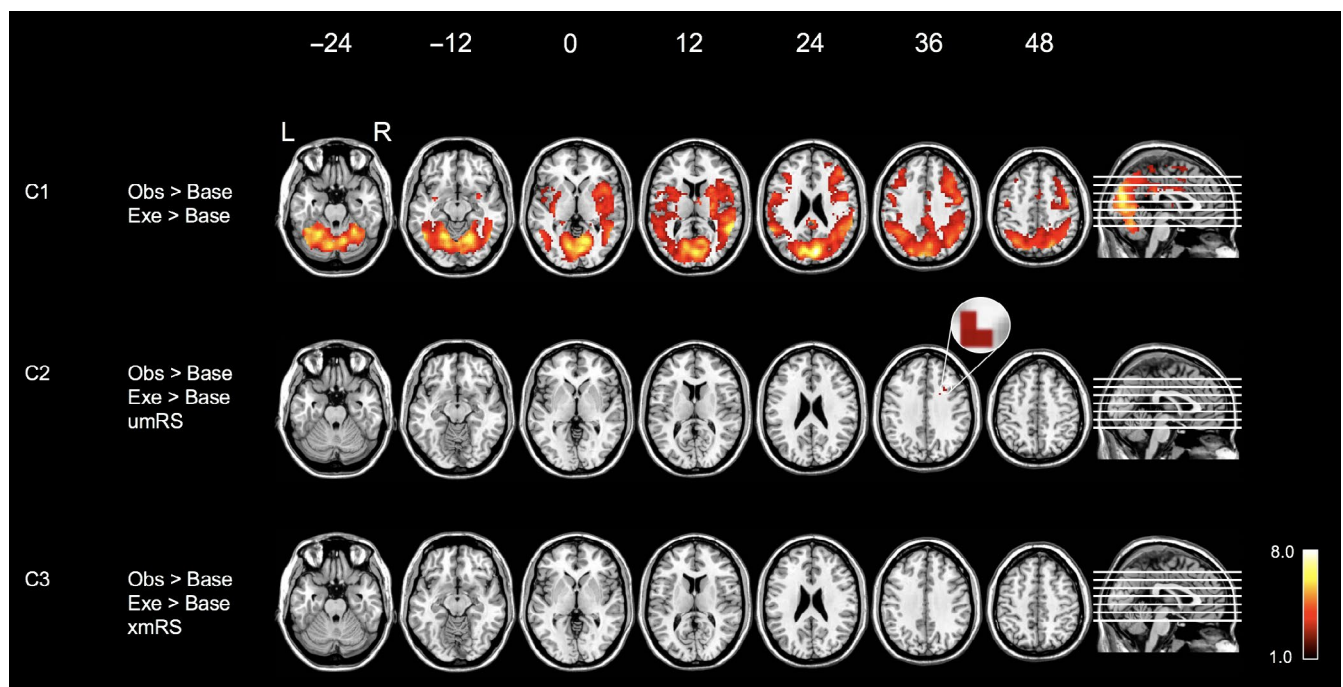 –24 –12 0 12 24 36 48
L R
C1
Obs > Base
Exe > Base
C2
Obs > Base
Exe > Base
umRS
C3
Obs > Base
Exe > Base
xmRS
8.0
1.0